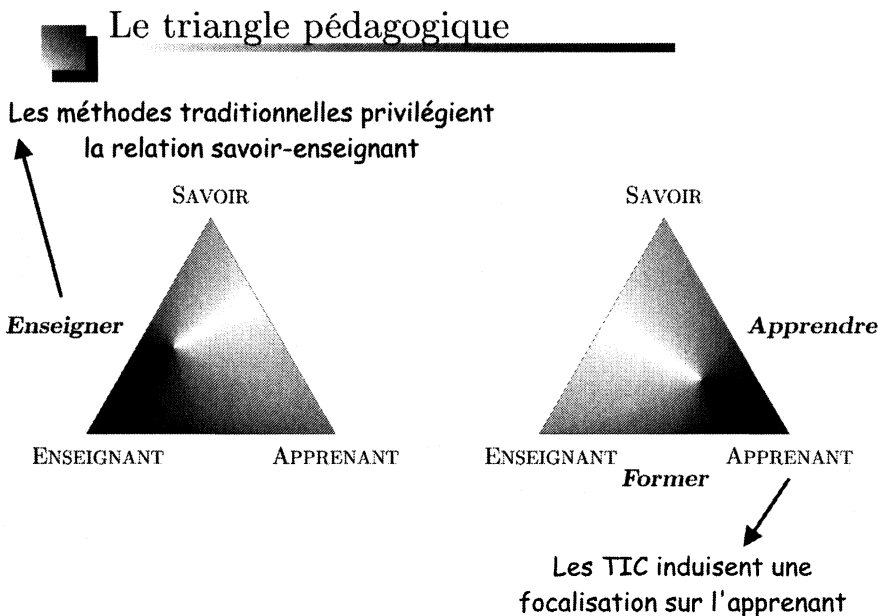 Le triangle pédagogique
Les méthodes traditionnelles privilégient
la relation savoir-enseignant
SAVOIR
SAVOIR
Enseigner
Apprendre
ENSEIGNANT
APPRENANT
ENSEIGNANT
APPRENANT
Former
Les TIC induisent une
focalisation sur l'apprenant